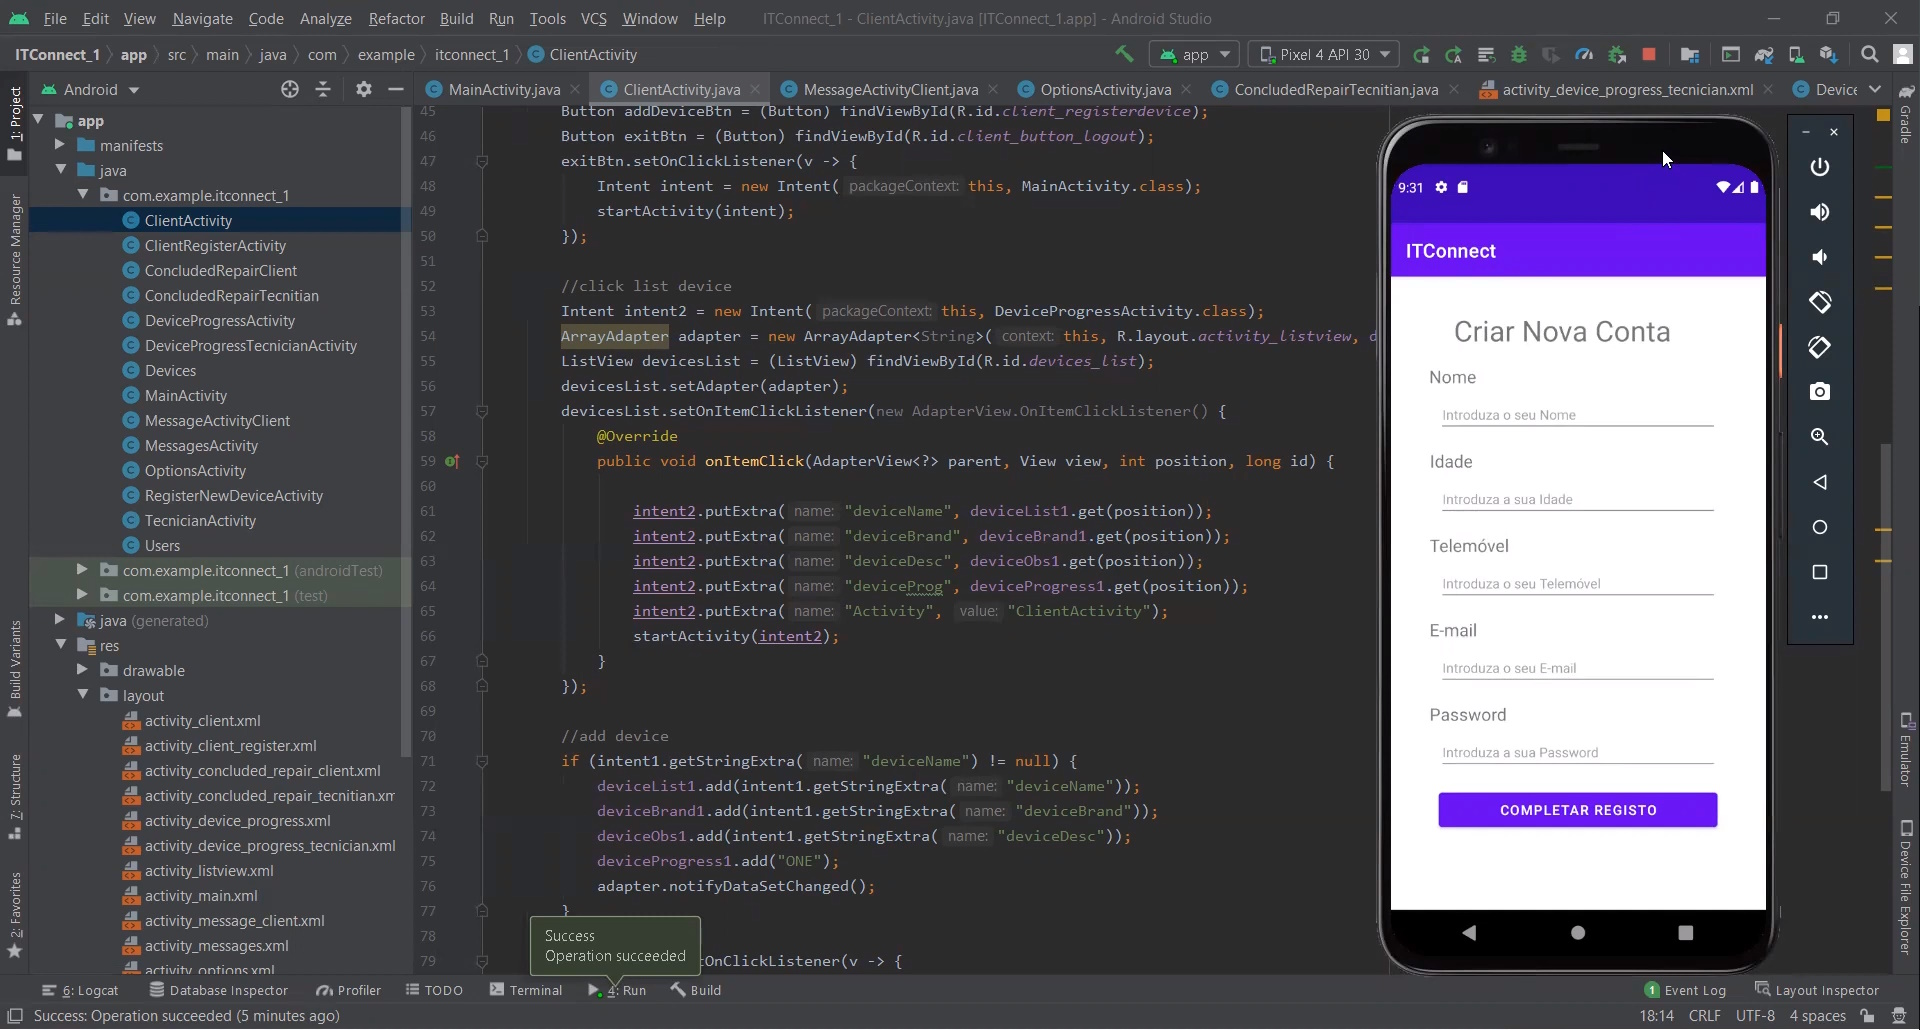 File Edit View Navigate Code Analyze Refactor Build Run Tools VCS Window Help ITConnect_1 - ClientActivity.java [ITConnect_1.app] - Android Studio
ITConnect_1 app src main java com example itconnect_1 ClientActivity app Pixel 4 API 30
Android MainActivity.java ClientActivity.java MessageActivityClient.java OptionsActivity.java ConcludedRepairTecnitian.java activity_device_progress_tecnician.xml Device
1: Project
Resource Manager
Build Variants
7: Structure
2: Favorites
app
manifests
java
com.example.itconnect_1
ClientActivity
ClientRegisterActivity
ConcludedRepairClient
ConcludedRepairTecnitian
DeviceProgressActivity
DeviceProgressTecnicianActivity
Devices
MainActivity
MessageActivityClient
MessagesActivity
OptionsActivity
RegisterNewDeviceActivity
TecnicianActivity
Users
com.example.itconnect_1 (androidTest)
com.example.itconnect_1 (test)
java (generated)
res
drawable
layout
activity_client.xml
activity_client_register.xml
activity_concluded_repair_client.xml
activity_concluded_repair_tecnitian.xm
activity_device_progress.xml
activity_device_progress_tecnician.xml
activity_listview.xml
activity_main.xml
activity_message_client.xml
activity_messages.xml
activity_options.xml
45 Button addDeviceBtn = (Button) findViewById(R.id.client_registerdevice);
46 Button exitBtn = (Button) findViewById(R.id.client_button_logout);
47 exitBtn.setOnClickListener(v -> {
48 Intent intent = new Intent( packageContext: this, MainActivity.class);
49 startActivity(intent);
50 });
51
52 //click list device
53 Intent intent2 = new Intent( packageContext: this, DeviceProgressActivity.class);
54 ArrayAdapter adapter = new ArrayAdapter<String>( context: this, R.layout.activity_listview, d
55 ListView devicesList = (ListView) findViewById(R.id.devices_list);
56 devicesList.setAdapter(adapter);
57 devicesList.setOnItemClickListener(new AdapterView.OnItemClickListener() {
58 @Override
59 public void onItemClick(AdapterView<?> parent, View view, int position, long id) {
60
61 intent2.putExtra( name: "deviceName", deviceList1.get(position));
62 intent2.putExtra( name: "deviceBrand", deviceBrand1.get(position));
63 intent2.putExtra( name: "deviceDesc", deviceObs1.get(position));
64 intent2.putExtra( name: "deviceProg", deviceProgress1.get(position));
65 intent2.putExtra( name: "Activity", value: "ClientActivity");
66 startActivity(intent2);
67 }
68 });
69
70 //add device
71 if (intent1.getStringExtra( name: "deviceName") != null) {
72 deviceList1.add(intent1.getStringExtra( name: "deviceName"));
73 deviceBrand1.add(intent1.getStringExtra( name: "deviceBrand"));
74 deviceObs1.add(intent1.getStringExtra( name: "deviceDesc"));
75 deviceProgress1.add("ONE");
76 adapter.notifyDataSetChanged();
77 }
78
79 OnClickListener(v -> {
Success
Operation succeeded
9:31
ITConnect
Criar Nova Conta
Nome
Introduza o seu Nome
Idade
Introduza a sua Idade
Telemóvel
Introduza o seu Telemóvel
E-mail
Introduza o seu E-mail
Password
Introduza a sua Password
COMPLETAR REGISTO
Gradle
Emulator
Device File Explorer
6: Logcat Database Inspector Profiler TODO Terminal 4: Run Build 1 Event Log Layout Inspector
Success: Operation succeeded (5 minutes ago) 18:14 CRLF UTF-8 4 spaces